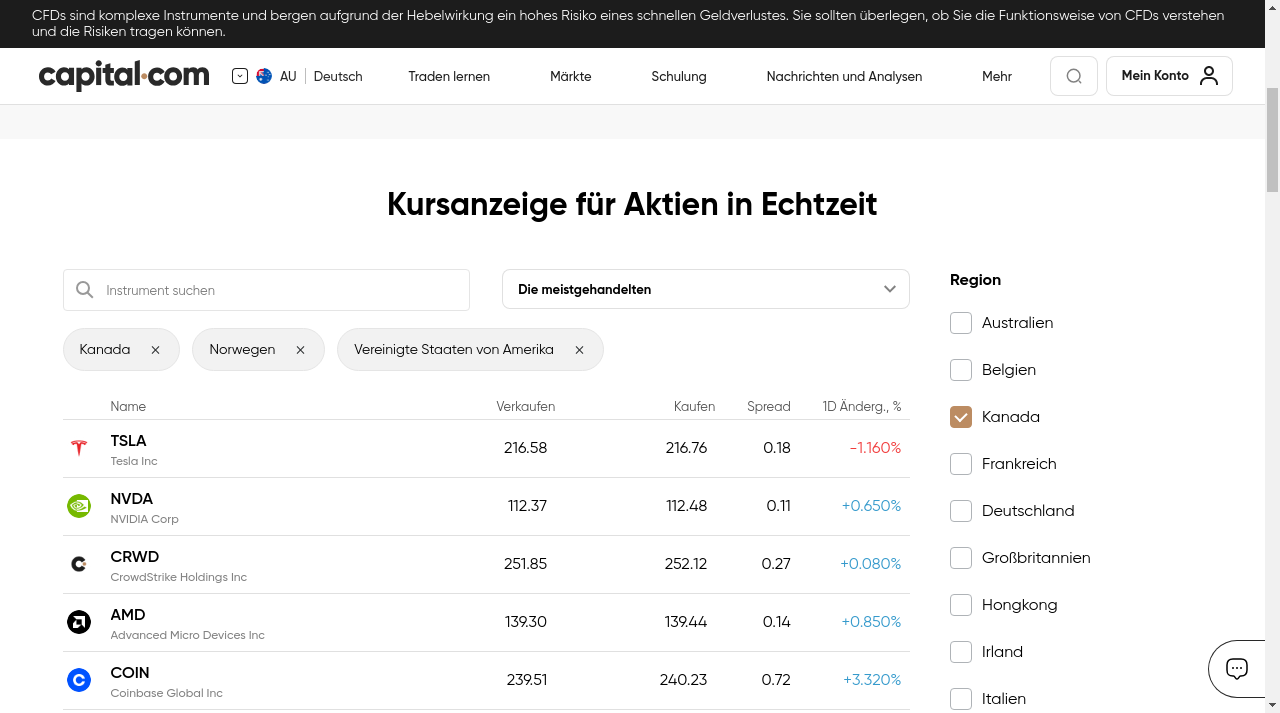 CFDs sind komplexe Instrumente und bergen aufgrund der Hebelwirkung ein hohes Risiko eines schnellen Geldverlustes. Sie sollten überlegen, ob Sie die Funktionsweise von CFDs verstehen
und die Risiken tragen können.
capital.com AU Deutsch Traden lernen Märkte Schulung Nachrichten und Analysen Mehr Mein Konto
Kursanzeige für Aktien in Echtzeit
Instrument suchen
Die meistgehandelten
Kanada Norwegen Vereinigte Staaten von Amerika
Name Verkaufen Kaufen Spread 1D Änderg., %
TSLA 216.58 216.76 0.18 -1.160%
Tesla Inc
NVDA 112.37 112.48 0.11 +0.650%
NVIDIA Corp
CRWD 251.85 252.12 0.27 +0.080%
CrowdStrike Holdings Inc
AMD 139.30 139.44 0.14 +0.850%
Advanced Micro Devices Inc
COIN 239.51 240.23 0.72 +3.320%
Coinbase Global Inc
Region
Australien
Belgien
Kanada
Frankreich
Deutschland
Großbritannien
Hongkong
Irland
Italien